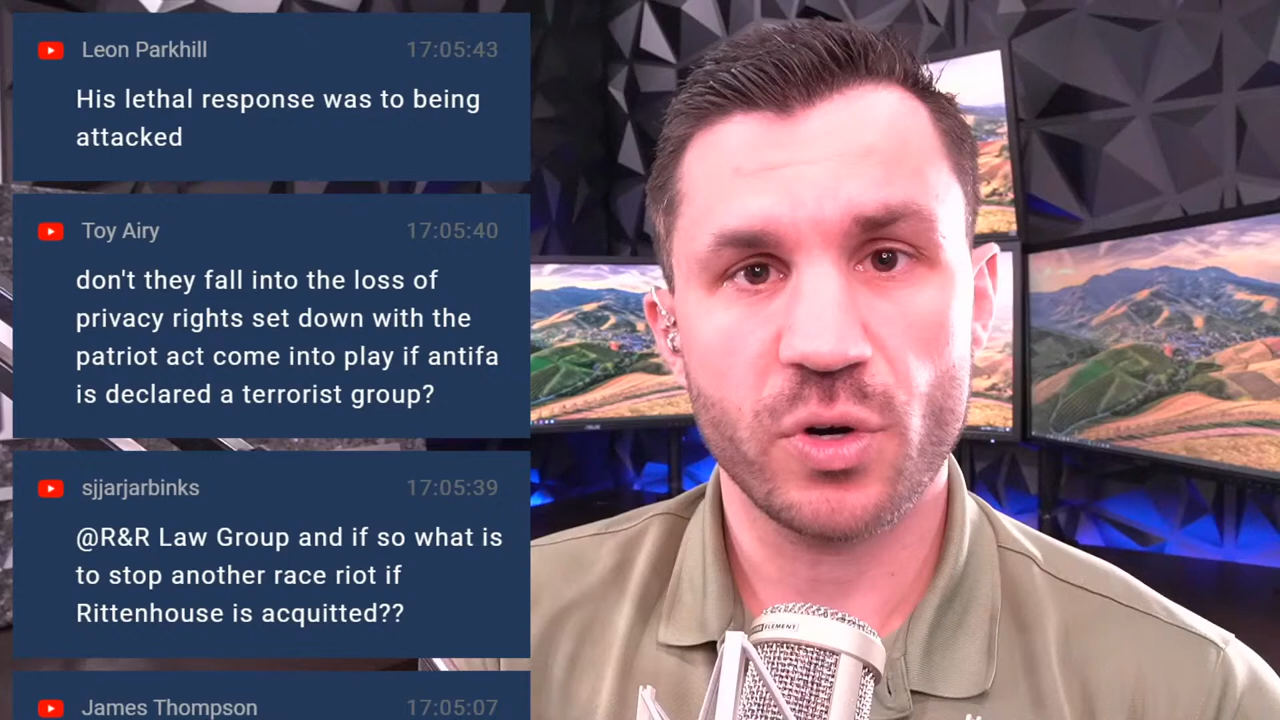 Leon Parkhill 17:05:43
His lethal response was to being
attacked
Toy Airy 17:05:40
don't they fall into the loss of
privacy rights set down with the
patriot act come into play if antifa
is declared a terrorist group?
sjjarjarbinks 17:05:39
@R&R Law Group and if so what is
to stop another race riot if
Rittenhouse is acquitted??
James Thompson 17:05:07
ELEMENT